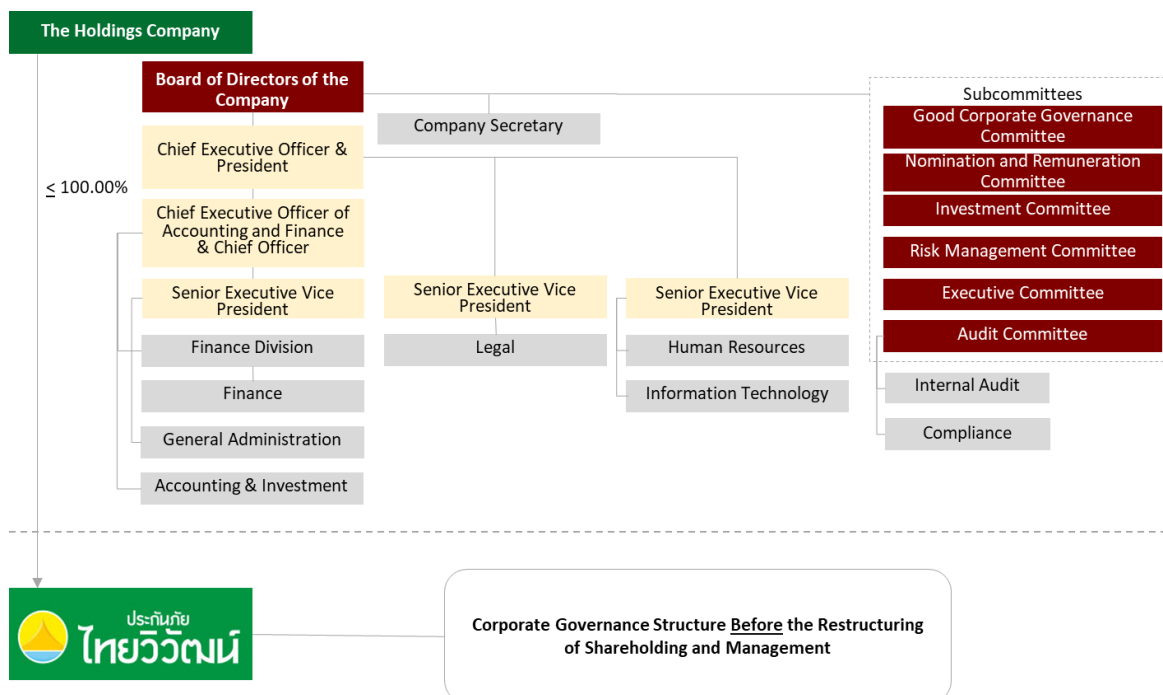 The Holdings Company
Board of Directors of the
Company
Subcommittees
Company Secretary
Good Corporate Governance
Committee
Chief Executive Officer &
President
Nomination and Remuneration
Committee
≤ 100.00%
Chief Executive Officer of
Accounting and Finance
& Chief Officer
Investment Committee
Risk Management Committee
Senior Executive Vice
President
Senior Executive Vice
President
Senior Executive Vice
President
Executive Committee
Finance Division
Legal
Human Resources
Audit Committee
Finance
Information Technology
Internal Audit
General Administration
Compliance
Accounting & Investment
ประกันภัย
ไทยวิวัฒน์
Corporate Governance Structure Before the Restructuring
of Shareholding and Management